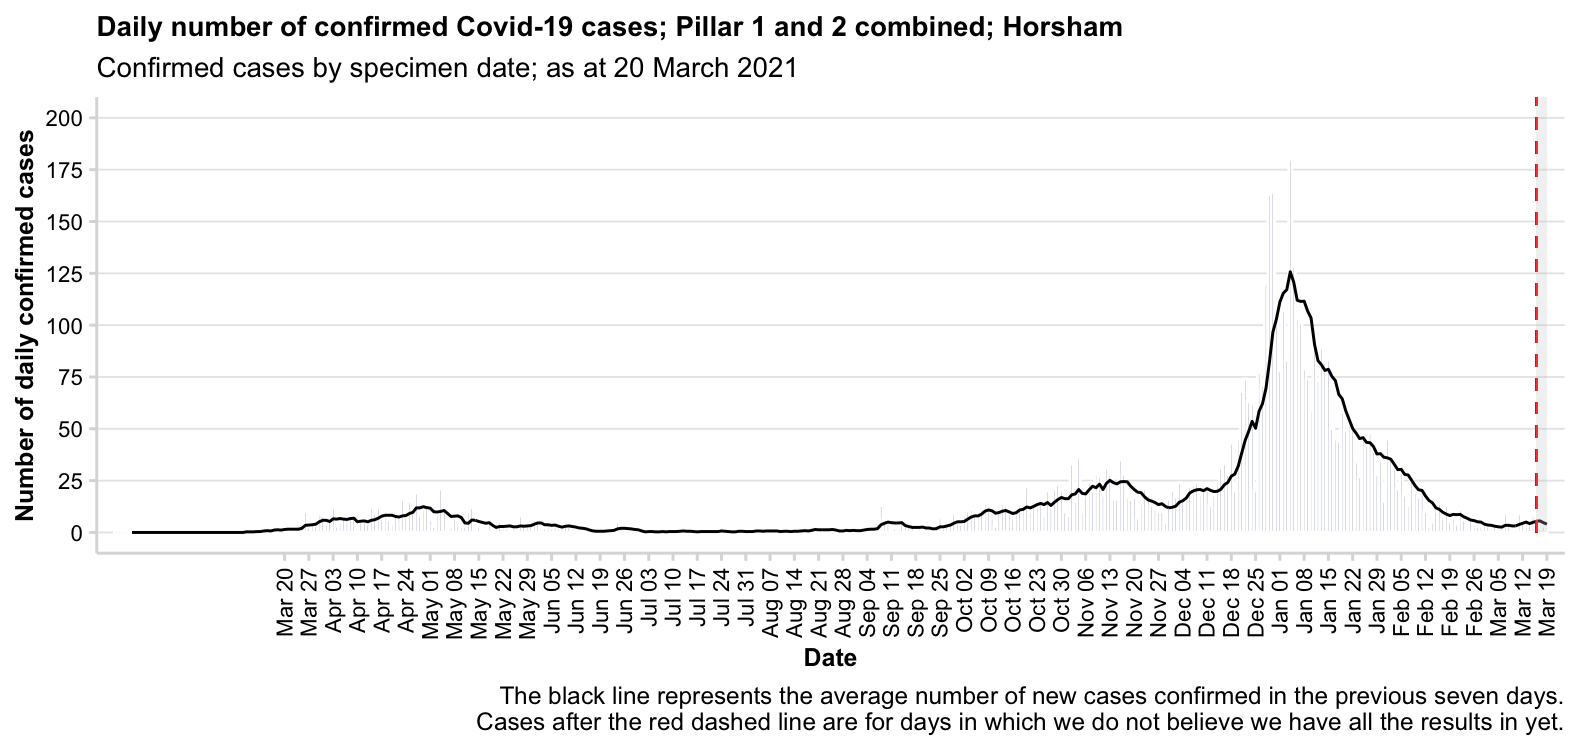 Daily number of confirmed Covid-19 cases; Pillar 1 and 2 combined; Horsham
Confirmed cases by specimen date; as at 20 March 2021
Number of daily confirmed cases
200
175
150
125
100
75
50
25
0
Mar 20
Mar 27
Apr 03
Apr 10
Apr 17
Apr 24
May 01
May 08
May 15
May 22
May 29
Jun 05
Jun 12
Jun 19
Jun 26
Jul 03
Jul 10
Jul 17
Jul 24
Jul 31
Aug 07
Aug 14
Aug 21
Aug 28
Sep 04
Sep 11
Sep 18
Sep 25
Oct 02
Oct 09
Oct 16
Oct 23
Oct 30
Nov 06
Nov 13
Nov 20
Nov 27
Dec 04
Dec 11
Dec 18
Dec 25
Jan 01
Jan 08
Jan 15
Jan 22
Jan 29
Feb 05
Feb 12
Feb 19
Feb 26
Mar 05
Mar 12
Mar 19
Date
The black line represents the average number of new cases confirmed in the previous seven days.
Cases after the red dashed line are for days in which we do not believe we have all the results in yet.